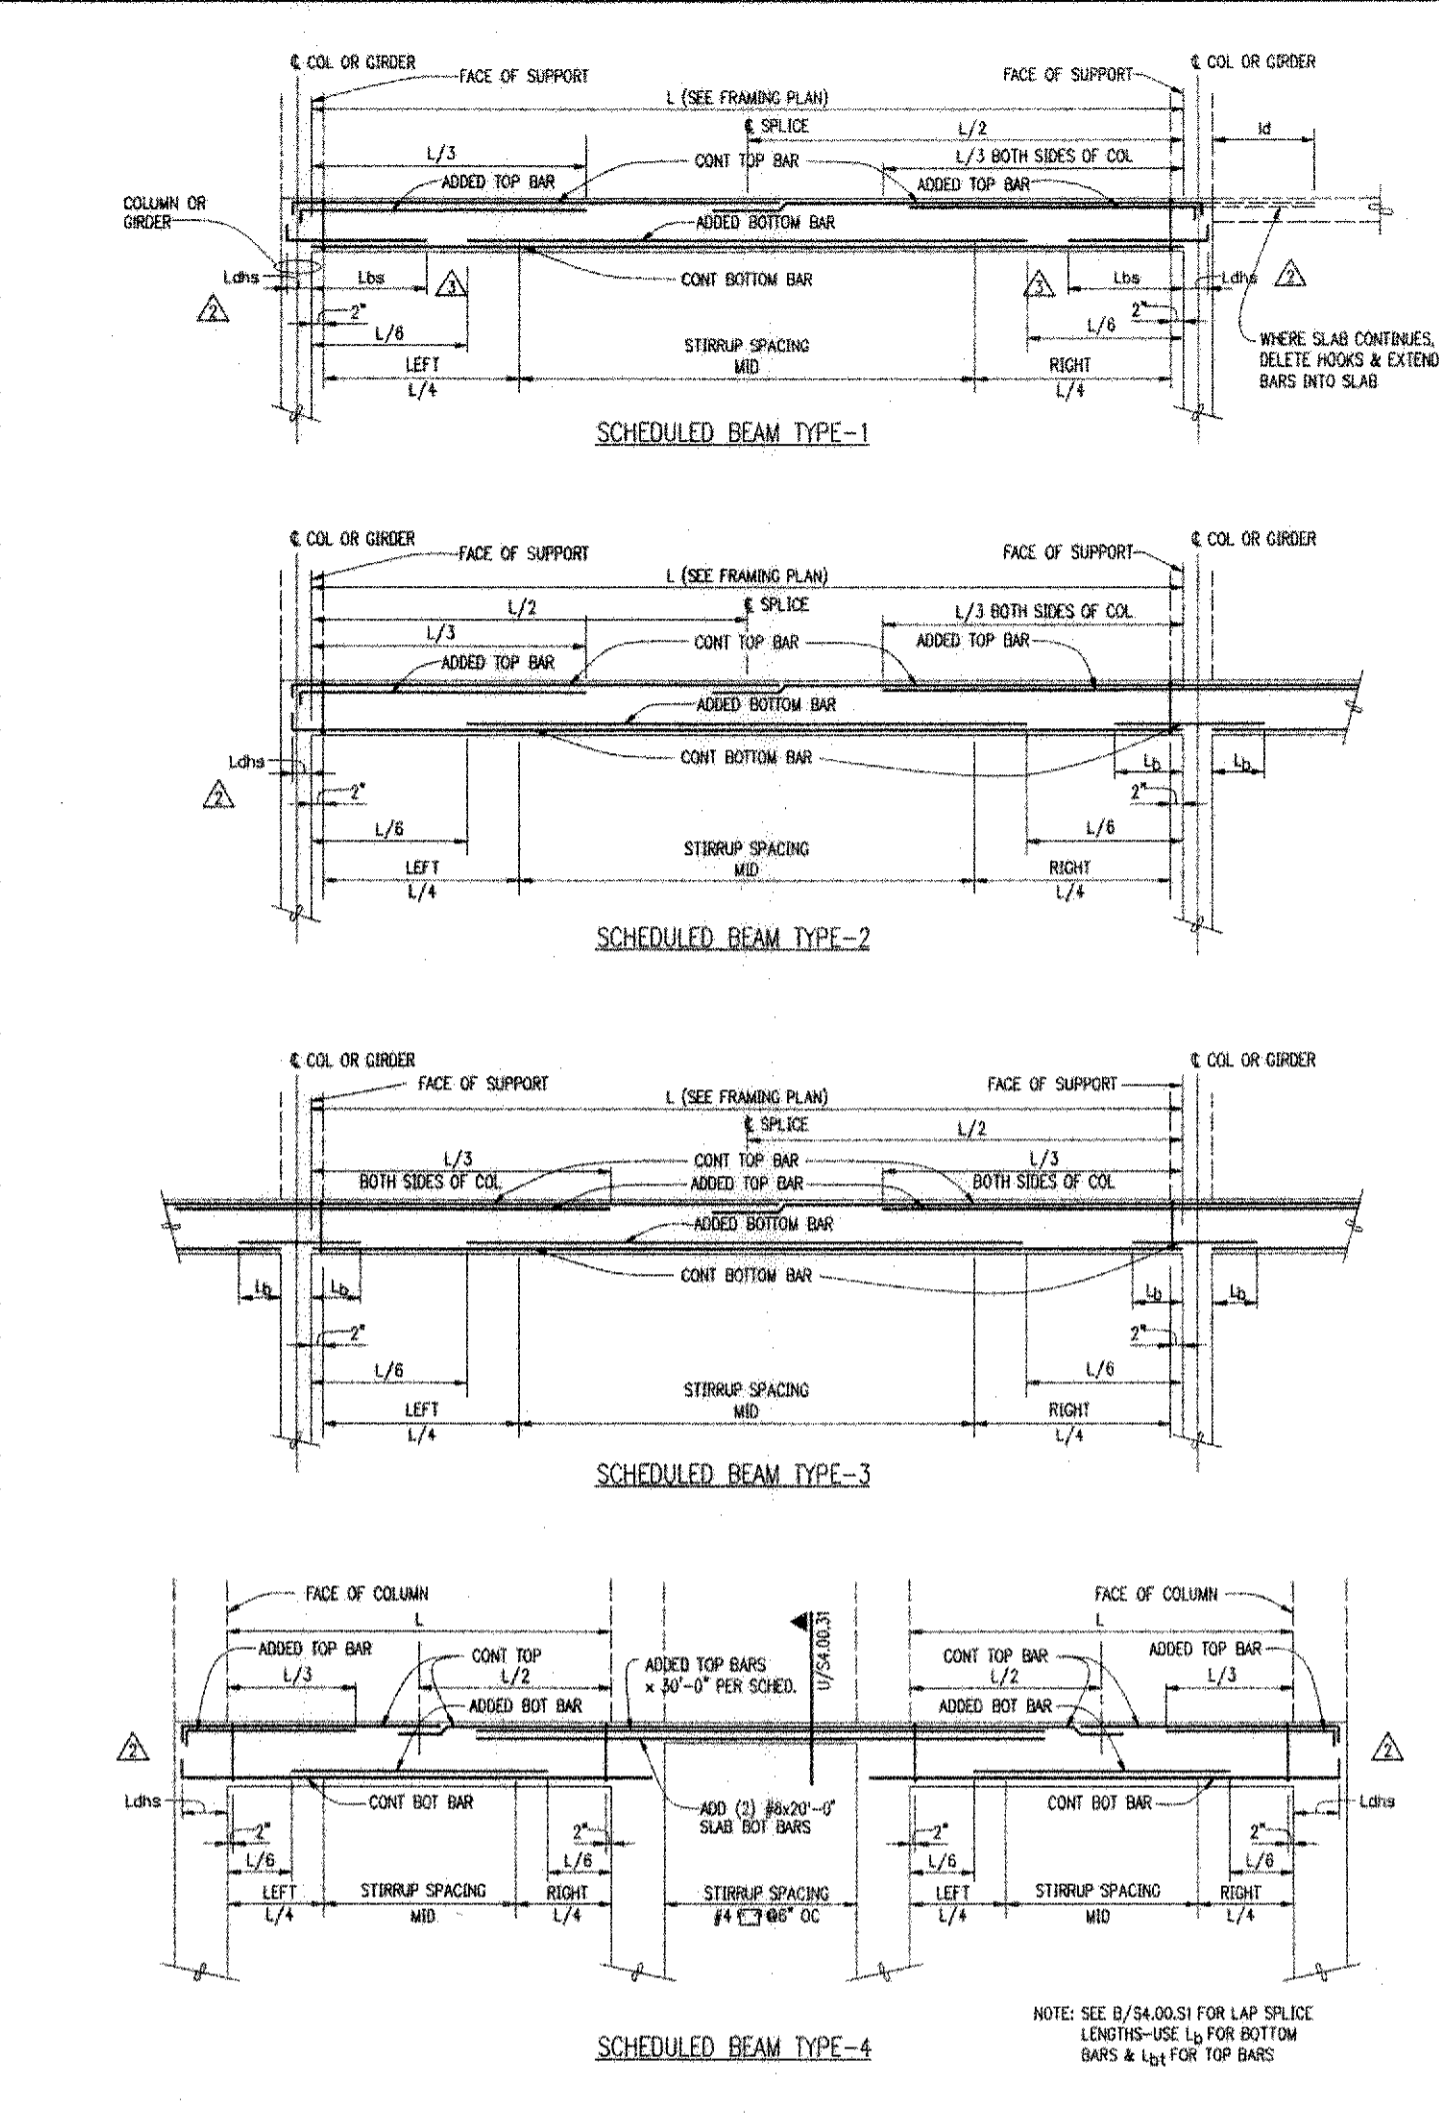 ℄ COL OR GIRDER
℄ COL OR GIRDER
FACE OF SUPPORT
FACE OF SUPPORT
L (SEE FRAMING PLAN)
℄ SPLICE
L/2
ld
L/3
CONT TOP BAR
L/3 BOTH SIDES OF COL
ADDED TOP BAR
ADDED TOP BAR
COLUMN OR
GIRDER
ADDED BOTTOM BAR
Ldhs
Lbs
3
CONT BOTTOM BAR
3
Lbs
Ldhs
2
2
2"
2"
L/6
L/6
WHERE SLAB CONTINUES,
DELETE HOOKS & EXTEND
BARS INTO SLAB
STIRRUP SPACING
LEFT
MID
RIGHT
L/4
L/4
SCHEDULED BEAM TYPE-1
℄ COL OR GIRDER
℄ COL OR GIRDER
FACE OF SUPPORT
FACE OF SUPPORT
L (SEE FRAMING PLAN)
L/2
℄ SPLICE
L/3 BOTH SIDES OF COL
L/3
CONT TOP BAR
ADDED TOP BAR
ADDED TOP BAR
ADDED BOTTOM BAR
CONT BOTTOM BAR
Ldhs
Lb
Lb
2
2"
2"
L/6
L/6
STIRRUP SPACING
LEFT
MID
RIGHT
L/4
L/4
SCHEDULED BEAM TYPE-2
℄ COL OR GIRDER
℄ COL OR GIRDER
FACE OF SUPPORT
FACE OF SUPPORT
L (SEE FRAMING PLAN)
℄ SPLICE
L/2
L/3
CONT TOP BAR
L/3
BOTH SIDES OF COL
ADDED TOP BAR
BOTH SIDES OF COL
ADDED BOTTOM BAR
CONT BOTTOM BAR
Lb
Lb
Lb
Lb
2"
2"
L/6
L/6
STIRRUP SPACING
LEFT
MID
RIGHT
L/4
L/4
SCHEDULED BEAM TYPE-3
FACE OF COLUMN
FACE OF COLUMN
L
L
U/S4.00.31
ADDED TOP BAR
CONT TOP
ADDED TOP BARS
x 30'-0" PER SCHED.
CONT TOP BAR
ADDED TOP BAR
L/3
L/2
L/2
L/3
ADDED BOT BAR
ADDED BOT BAR
2
2
Ldhs
CONT BOT BAR
ADD (2) #8x20'-0"
SLAB BOT BARS
CONT BOT BAR
Ldhs
2"
2"
2"
2"
L/6
L/6
L/6
L/6
LEFT
STIRRUP SPACING
RIGHT
STIRRUP SPACING
LEFT
STIRRUP SPACING
RIGHT
L/4
MID
L/4
#4 @6" OC
L/4
MID
L/4
SCHEDULED BEAM TYPE-4
NOTE: SEE B/S4.00.S1 FOR LAP SPLICE
LENGTHS-USE Lb FOR BOTTOM
BARS & Lbt FOR TOP BARS